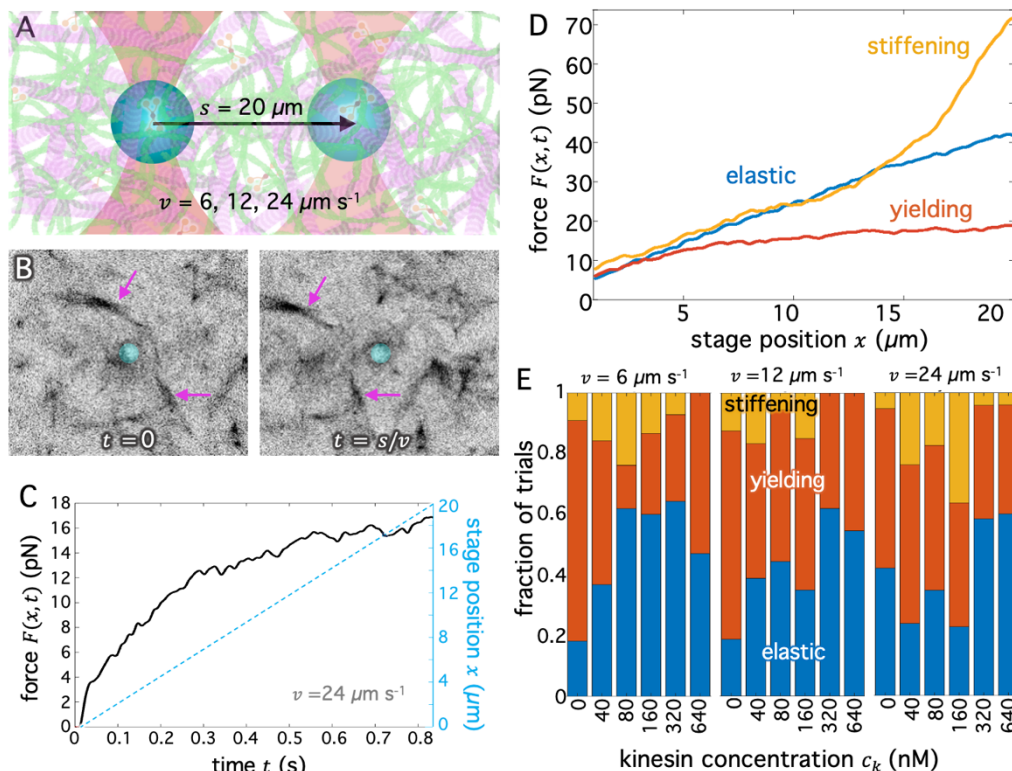 A
s = 20 μm
v = 6, 12, 24 μm s⁻¹
B
t = 0
t = s/v
C
force F(x, t) (pN)
18
16
14
12
10
8
6
4
2
0
0
0.1
0.2
0.3
0.4
0.5
0.6
0.7
0.8
time t (s)
v = 24 μm s⁻¹
20
16
12
8
4
0
stage position x (μm)
D
force F(x, t) (pN)
70
60
50
40
30
20
10
0
stiffening
elastic
yielding
5
10
15
20
stage position x (μm)
E
v = 6 μm s⁻¹
v = 12 μm s⁻¹
v = 24 μm s⁻¹
fraction of trials
1
0.8
0.6
0.4
0.2
0
stiffening
yielding
elastic
0 40 80 160 320 640
0 40 80 160 320 640
0 40 80 160 320 640
kinesin concentration cₖ (nM)